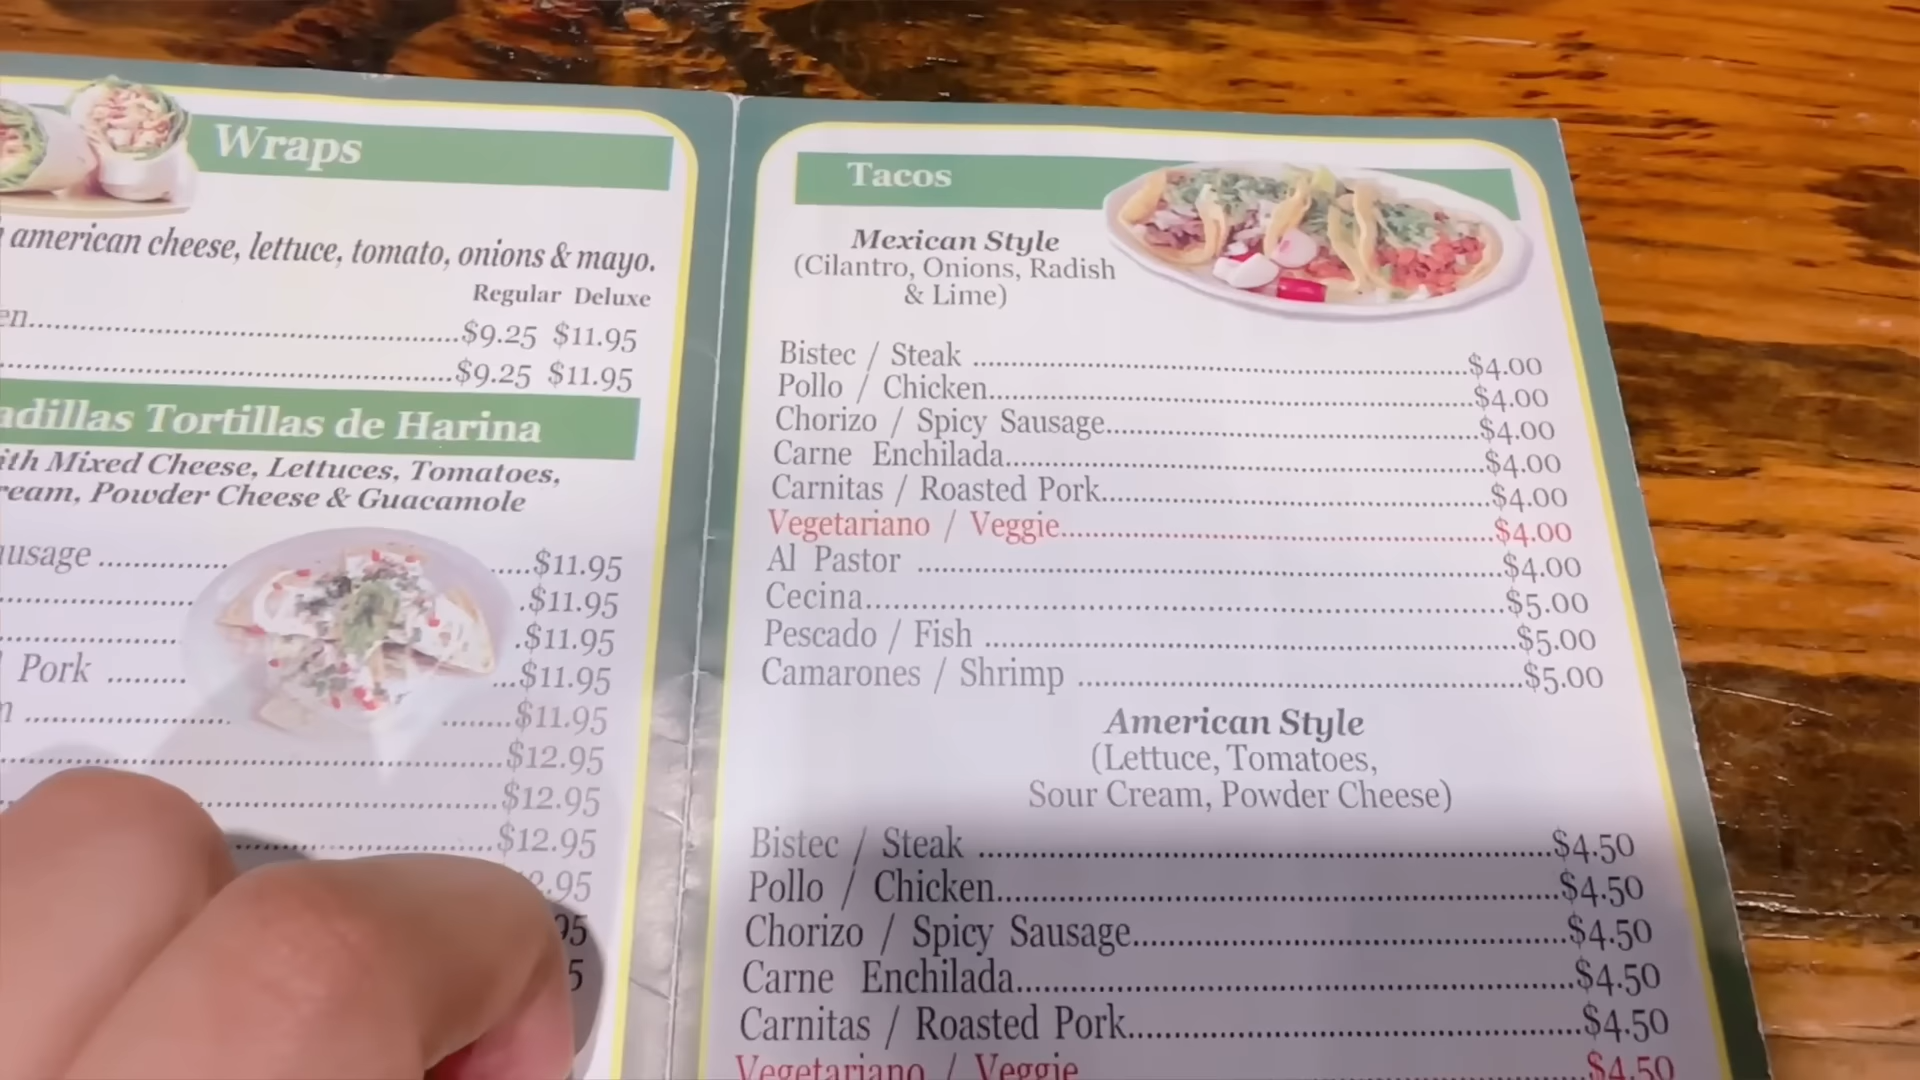 Wraps
american cheese, lettuce, tomato, onions & mayo.
Regular Deluxe
$9.25 $11.95
$9.25 $11.95
Tortillas de Harina
Mixed Cheese, Lettuces, Tomatoes,
Powder Cheese & Guacamole
$11.95
$11.95
$11.95
Pork $11.95
$11.95
$12.95
$12.95
$12.95
Tacos
Mexican Style
(Cilantro, Onions, Radish
& Lime)
Bistec / Steak $4.00
Pollo / Chicken $4.00
Chorizo / Spicy Sausage $4.00
Carne Enchilada $4.00
Carnitas / Roasted Pork $4.00
Vegetariano / Veggie $4.00
Al Pastor $4.00
Cecina $5.00
Pescado / Fish $5.00
Camarones / Shrimp $5.00
American Style
(Lettuce, Tomatoes,
Sour Cream, Powder Cheese)
Bistec / Steak $4.50
Pollo / Chicken $4.50
Chorizo / Spicy Sausage $4.50
Carne Enchilada $4.50
Carnitas / Roasted Pork $4.50
Vegetariano / Veggie $4.50